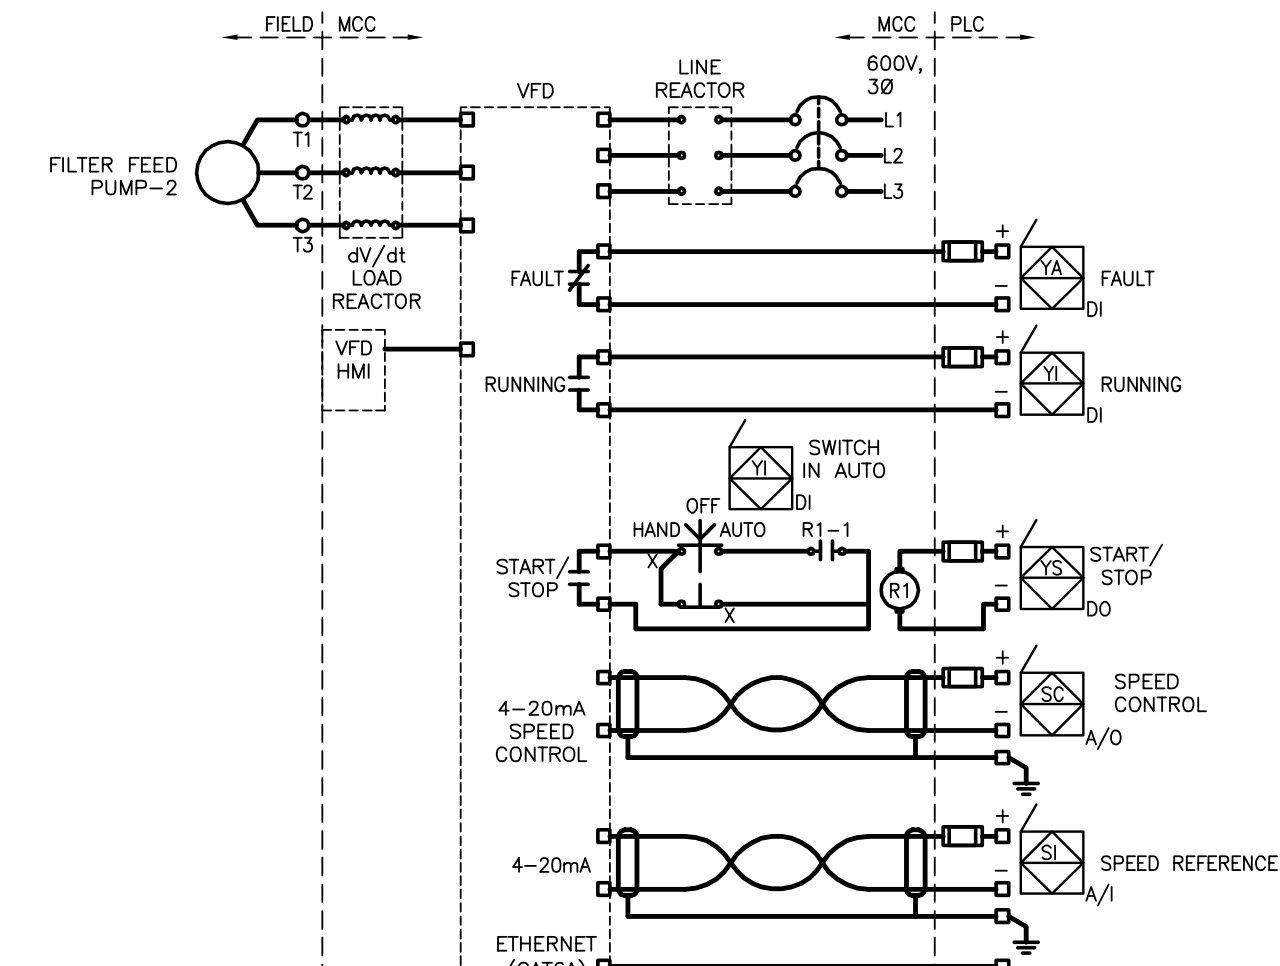 FIELD MCC
MCC PLC
600V,
3Ø
LINE
REACTOR
VFD
T1
L1
FILTER FEED
PUMP-2
T2
L2
L3
T3
dV/dt
LOAD
REACTOR
FAULT
+
-
YA
DI
FAULT
VFD
HMI
RUNNING
+
-
YI
DI
RUNNING
YI
DI
SWITCH
IN AUTO
OFF
HAND AUTO
R1-1
X
X
START/
STOP
R1
+
-
YS
DO
START/
STOP
4-20mA
SPEED
CONTROL
+
-
SC
A/O
SPEED
CONTROL
4-20mA
+
-
SI
A/I
SPEED REFERENCE
ETHERNET